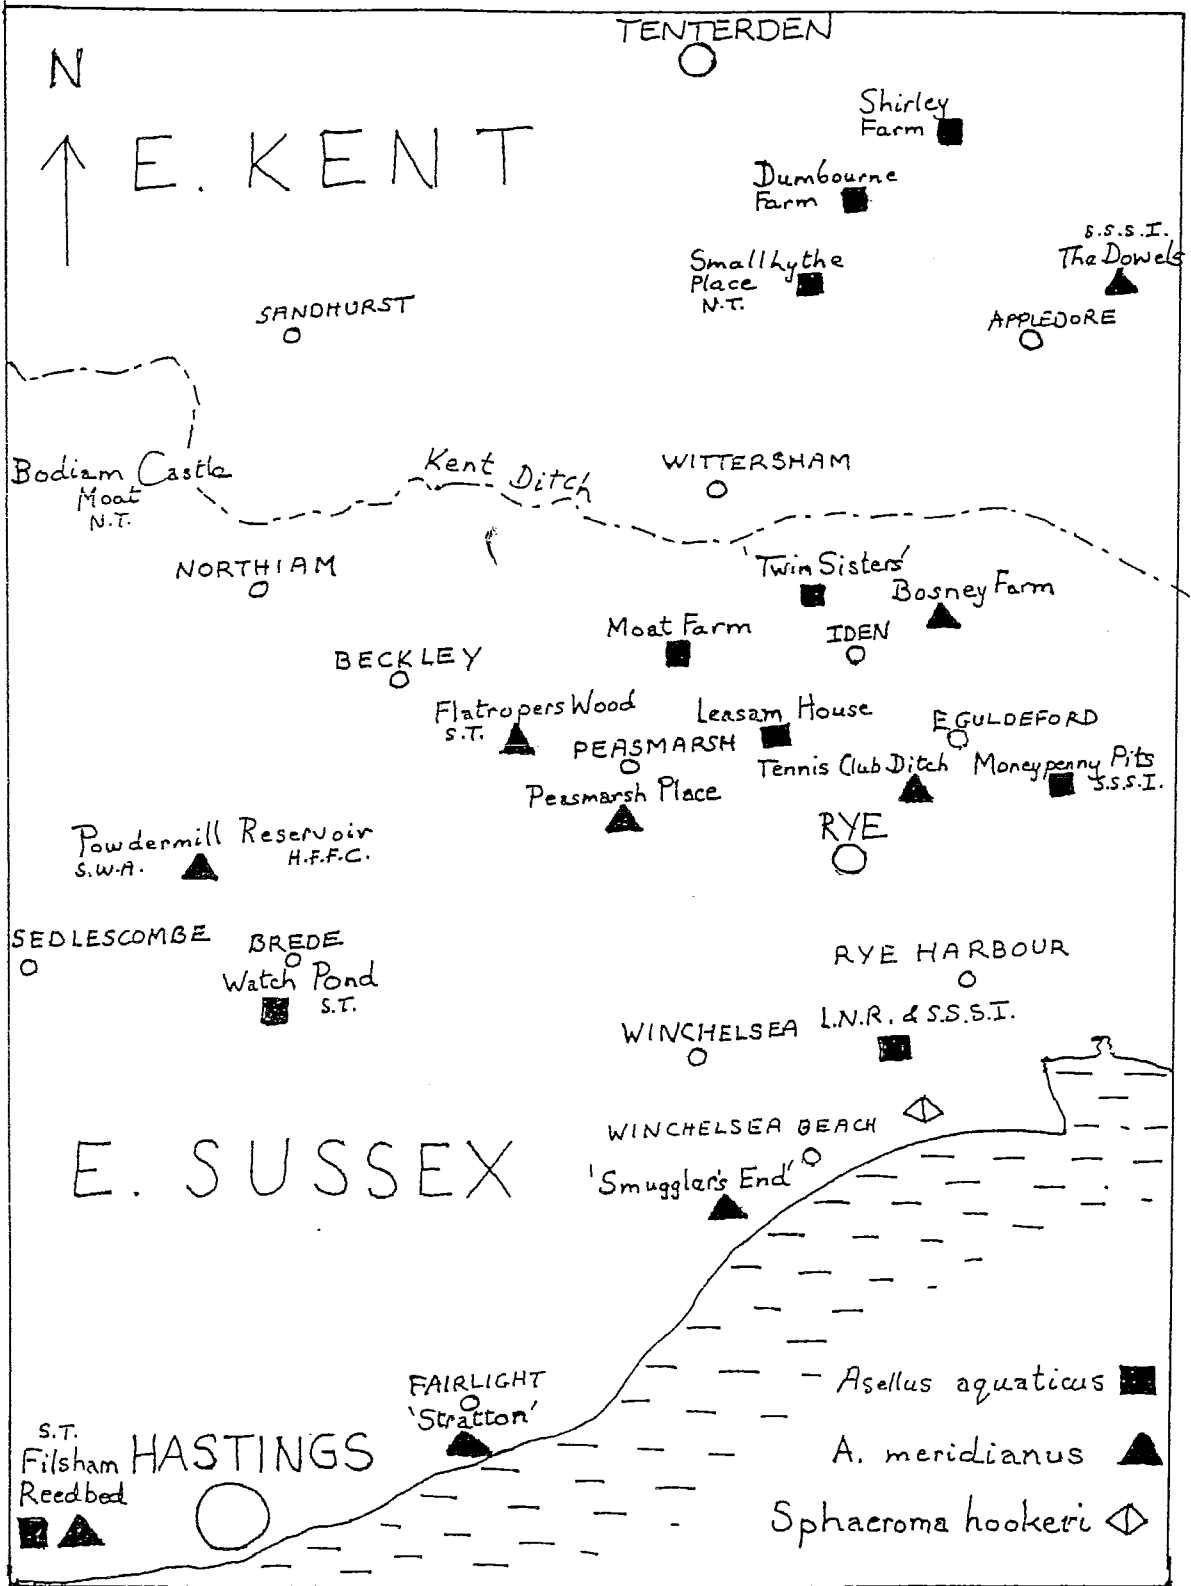 TENTERDEN
N
E. KENT
Shirley
Farm
Dumbourne
Farm
S.S.S.I.
The Dowels
Smallhythe
Place
N.T.
SANDHURST
APPLEDORE
Bodiam Castle
Moat
N.T.
Kent Ditch
WITTERSHAM
NORTHIAM
'Twin Sisters'
Bosney Farm
Moat Farm
IDEN
BECKLEY
Flatropers Wood
S.T.
Leasam House
E GULDEFORD
PEASMARSH
Tennis Club Ditch
Moneypenny Pits
S.S.S.I.
Peasmarsh Place
RYE
Powdermill Reservoir
S.W.A.
H.F.F.C.
SEDLESCOMBE
BREDE
Watch Pond
S.T.
RYE HARBOUR
L.N.R. & S.S.S.I.
WINCHELSEA
WINCHELSEA BEACH
E. SUSSEX
'Smuggler's End'
FAIRLIGHT
'Stratton'
Asellus aquaticus
S.T.
Filsham
Reedbed
HASTINGS
A. meridianus
Sphaeroma hookeri